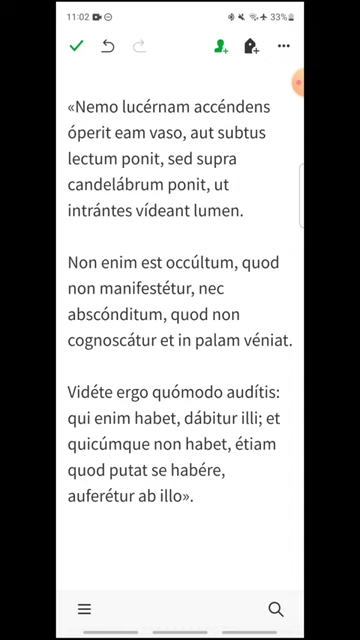 11:02
33%
«Nemo lucérnam accéndens
óperit eam vaso, aut subtus
lectum ponit, sed supra
candelábrum ponit, ut
intrántes vídeant lumen.
Non enim est occúltum, quod
non manifestétur, nec
abscónditum, quod non
cognoscátur et in palam véniat.
Vidéte ergo quómodo audítis:
qui enim habet, dábitur illi; et
quicúmque non habet, étiam
quod putat se habére,
auferétur ab illo».